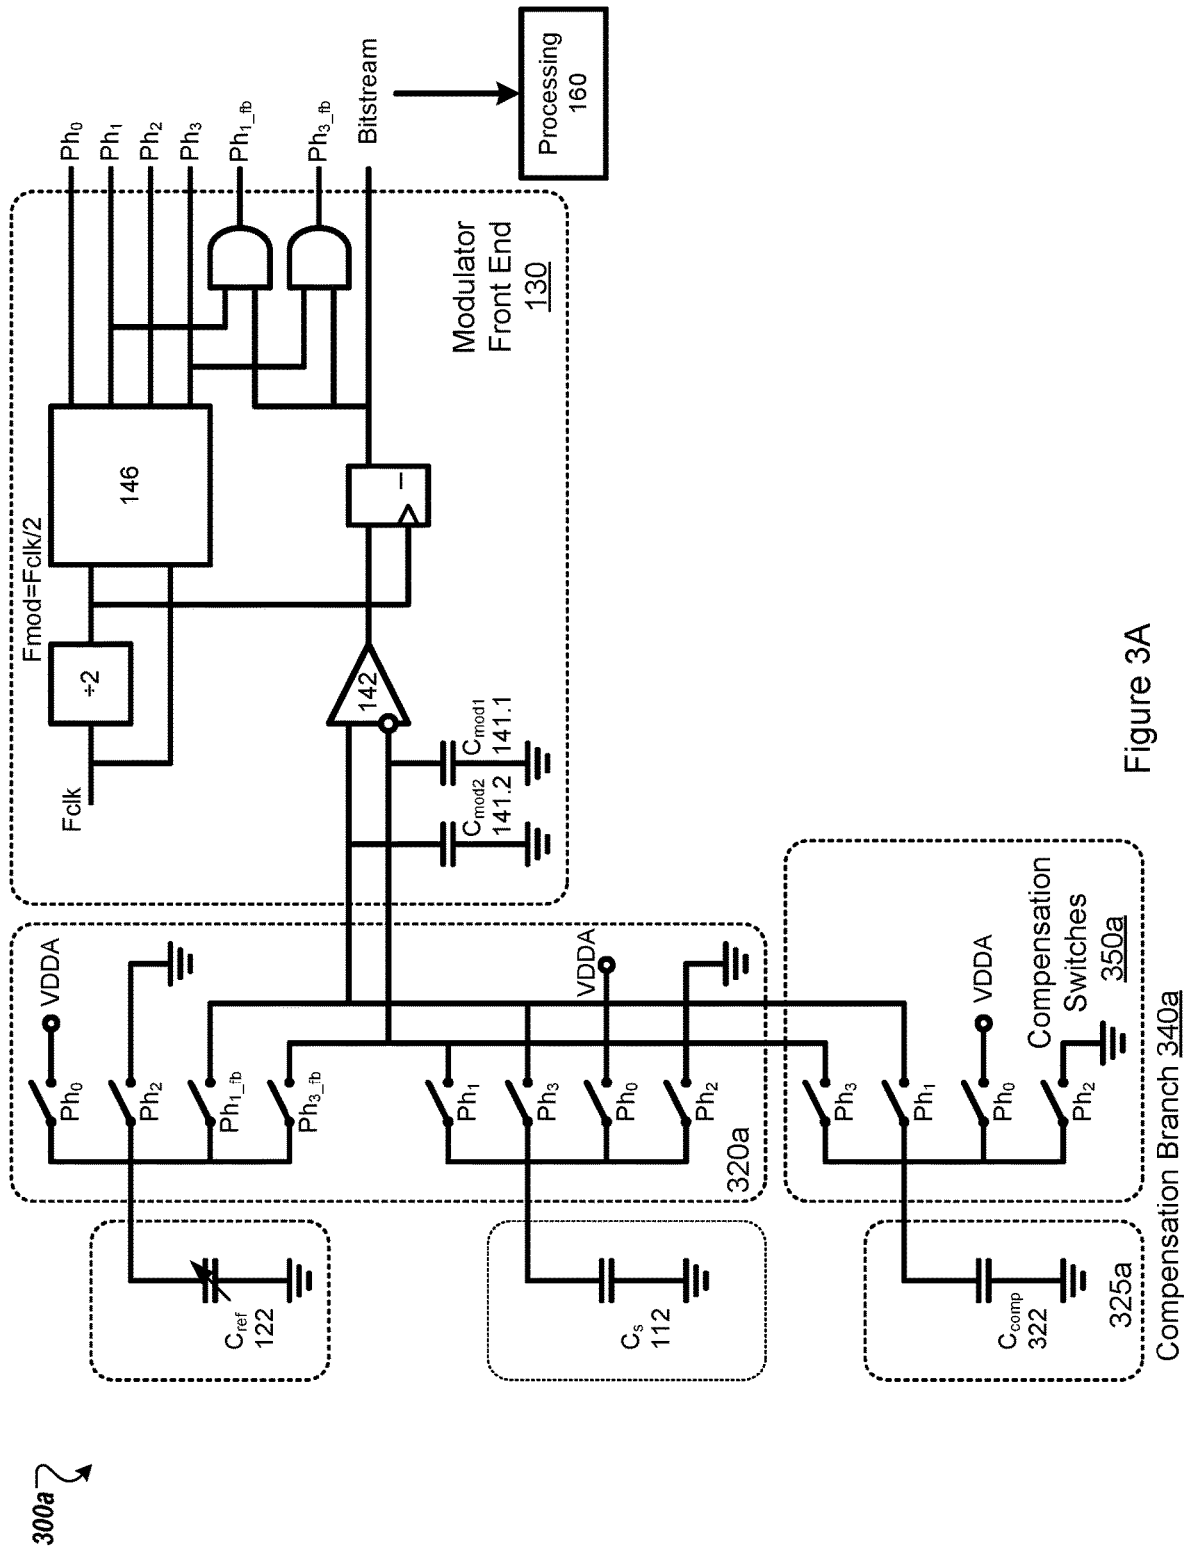 300a
Fclk
÷2
Fmod=Fclk/2
146
Ph0
Ph1
Ph2
Ph3
Ph1_fb
Ph3_fb
Bitstream
Processing
160
142
Cmod2
141.2
Cmod1
141.1
Modulator
Front End
130
Cref
122
Ph0
VDDA
Ph2
Ph1_fb
Ph3_fb
Cs
112
Ph1
Ph3
Ph0
VDDA
Ph2
320a
Ccomp
322
325a
Ph3
Ph1
Ph0
VDDA
Ph2
Compensation
Switches
350a
Compensation Branch 340a
Figure 3A